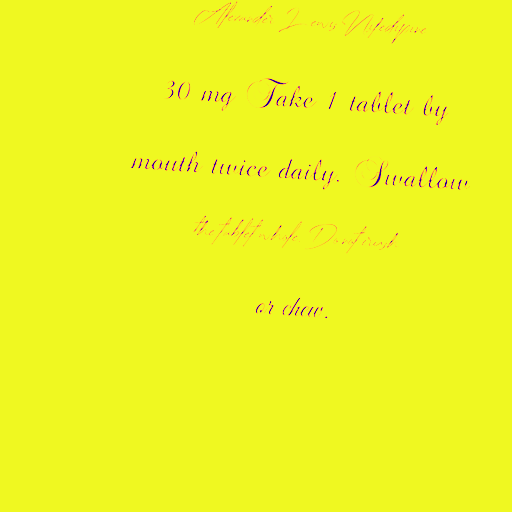 Alexander Lewis Nifedipine
30 mg Take 1 tablet by
mouth twice daily. Swallow
the tablet whole. Do not crush
or chew.